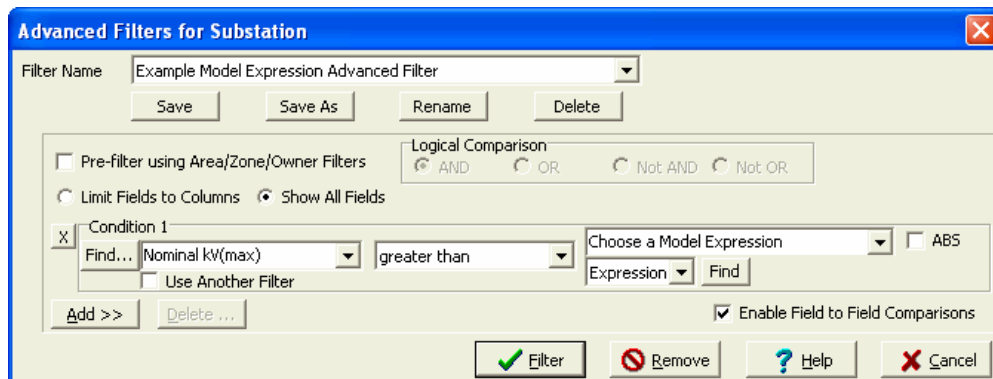 Advanced Filters for Substation
Filter Name Example Model Expression Advanced Filter
Save Save As Rename Delete
Logical Comparison
Pre-filter using Area/Zone/Owner Filters AND OR Not AND Not OR
Limit Fields to Columns Show All Fields
X Condition 1
Find... Nominal kV(max) greater than Choose a Model Expression ABS
Expression Find
Use Another Filter
Add >> Delete ... Enable Field to Field Comparisons
Filter Remove Help Cancel